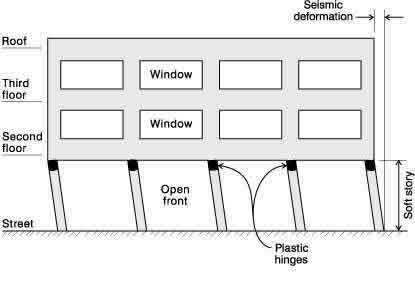 Seismic
deformation
Roof
Window
Third
floor
Window
Second
floor
Open
front
Soft story
Street
Plastic
hinges